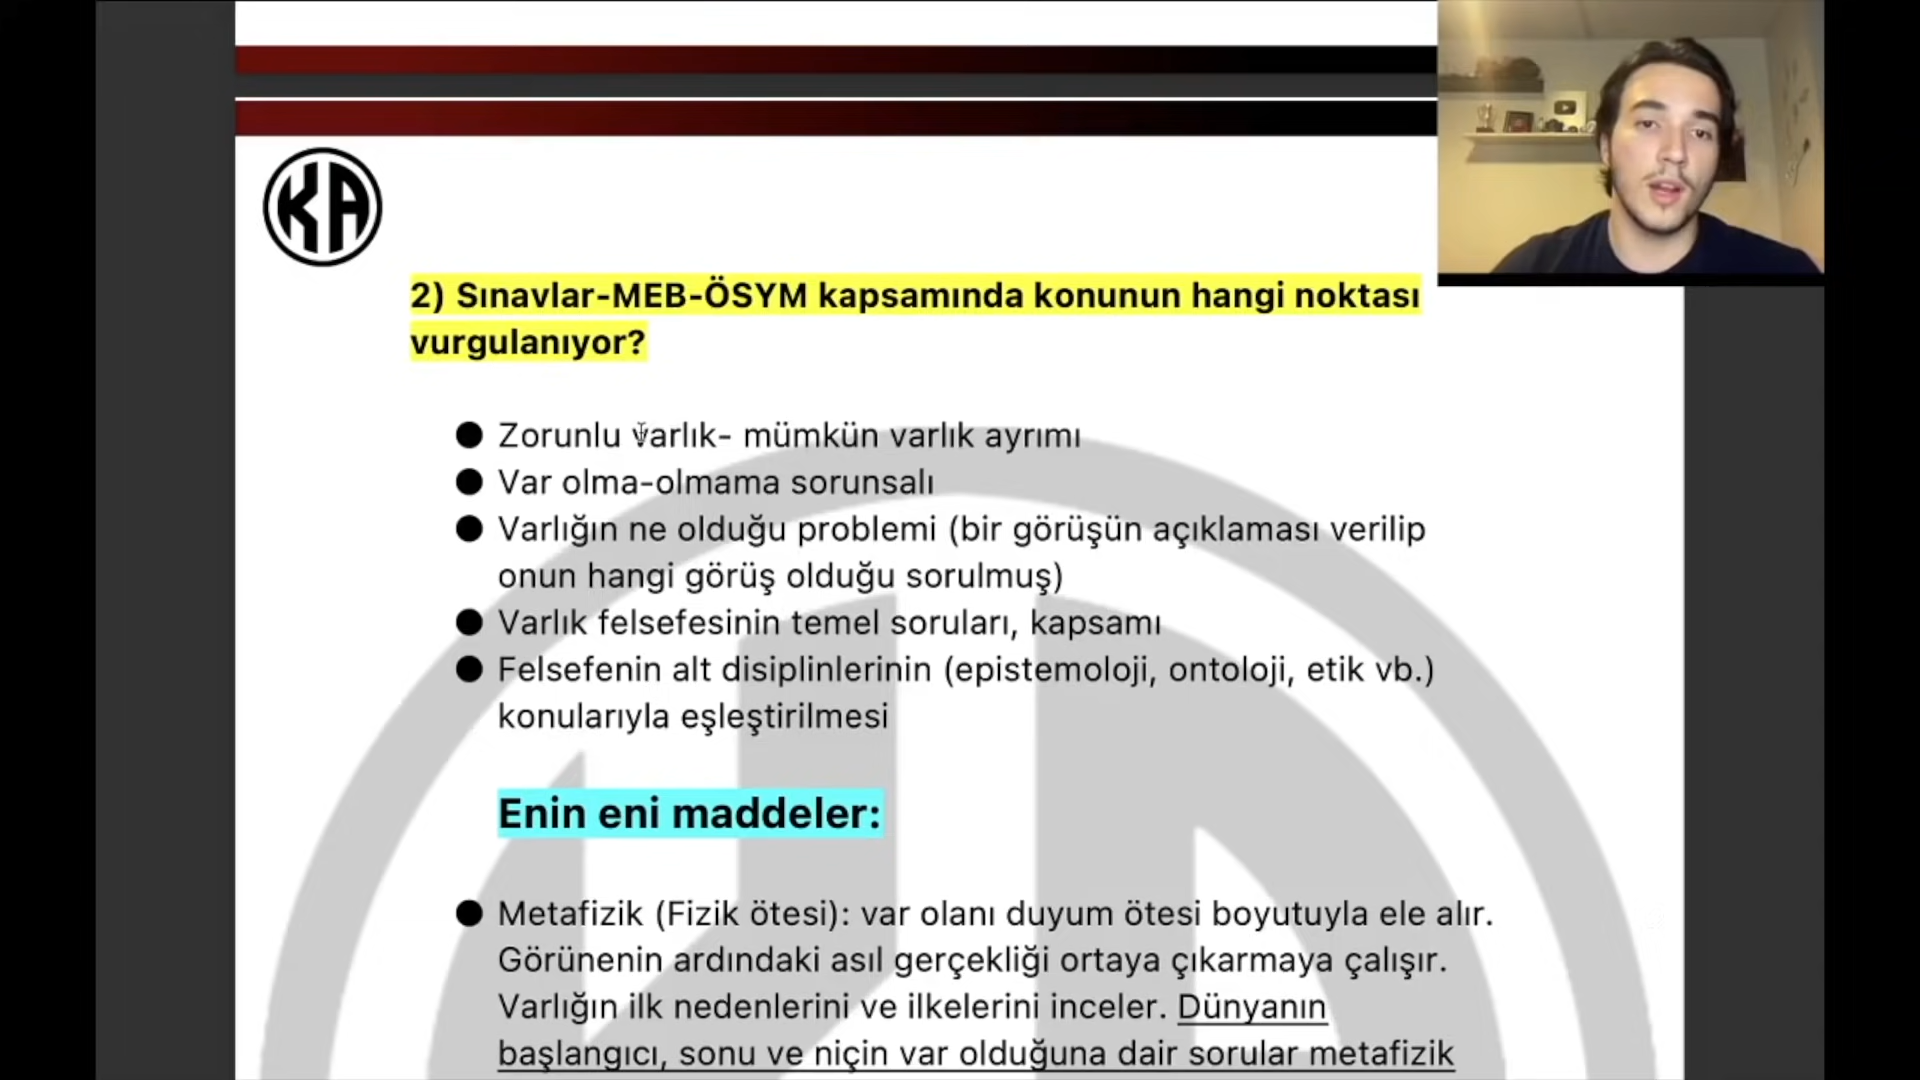 KA
2) Sınavlar-MEB-ÖSYM kapsamında konunun hangi noktası
vurgulanıyor?
● Zorunlu varlık- mümkün varlık ayrımı
● Var olma-olmama sorunsalı
● Varlığın ne olduğu problemi (bir görüşün açıklaması verilip
onun hangi görüş olduğu sorulmuş)
● Varlık felsefesinin temel soruları, kapsamı
● Felsefenin alt disiplinlerinin (epistemoloji, ontoloji, etik vb.)
konularıyla eşleştirilmesi
Enin eni maddeler:
● Metafizik (Fizik ötesi): var olanı duyum ötesi boyutuyla ele alır.
Görünenin ardındaki asıl gerçekliği ortaya çıkarmaya çalışır.
Varlığın ilk nedenlerini ve ilkelerini inceler. Dünyanın
başlangıcı, sonu ve niçin var olduğuna dair sorular metafizik